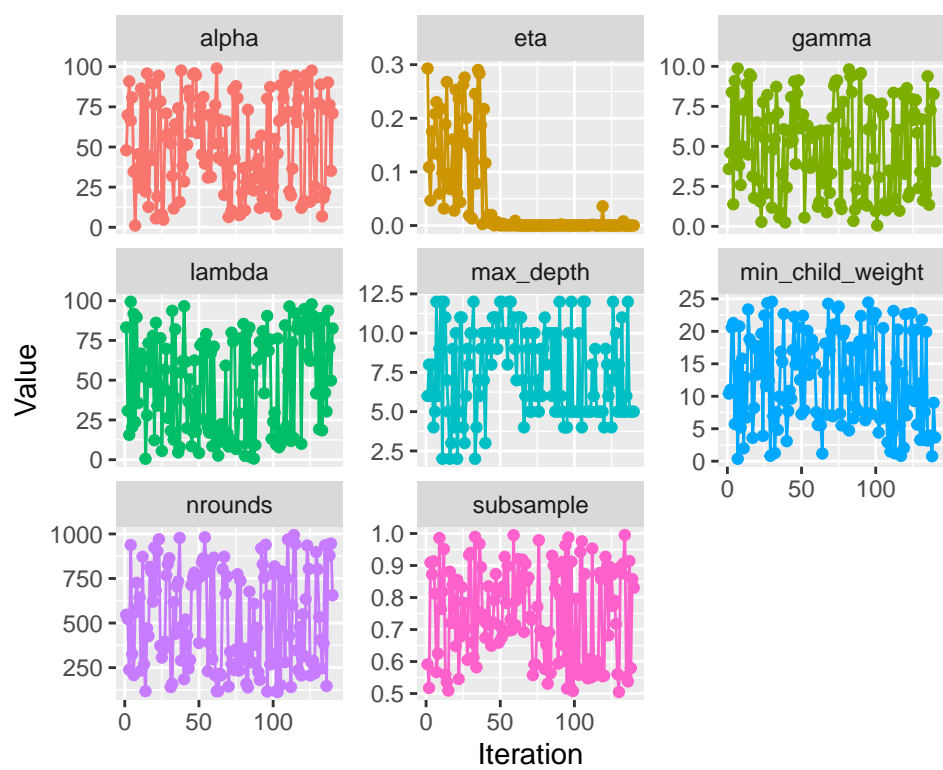 alpha eta gamma
100 75 50 25 0
0.3 0.2 0.1 0.0
10.0 7.5 5.0 2.5 0.0
lambda max_depth min_child_weight
100 75 50 25 0
12.5 10.0 7.5 5.0 2.5
25 20 15 10 5 0
0 50 100
nrounds subsample
1000 750 500 250
1.0 0.9 0.8 0.7 0.6 0.5
0 50 100
0 50 100
Value
Iteration